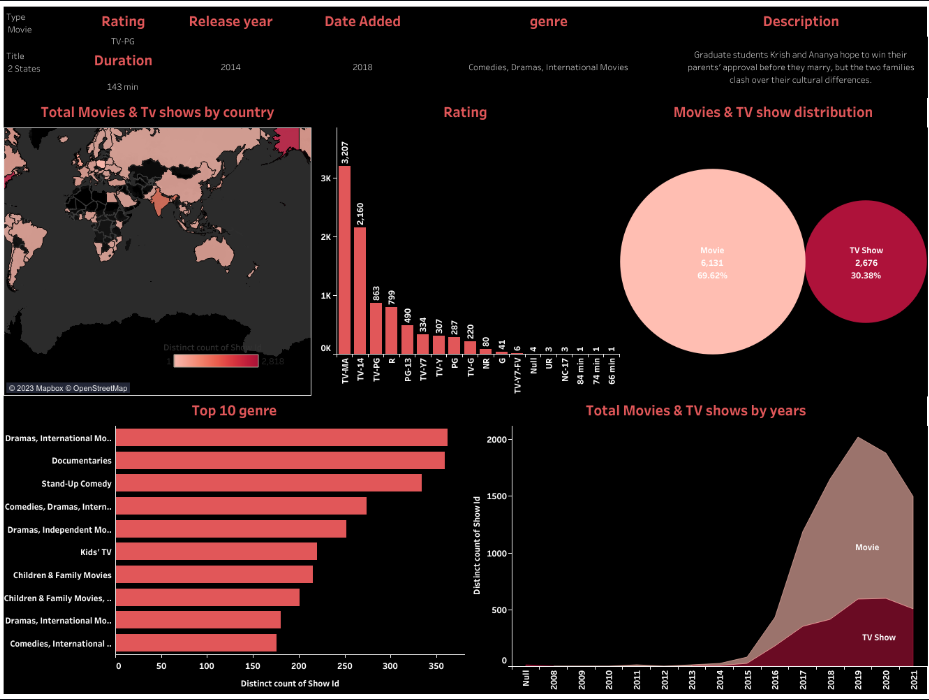 Type
Movie
Rating
TV-PG
Release year
Date Added
genre
Description
Title
2 States
Duration
143 min
2014
2018
Comedies, Dramas, International Movies
Graduate students Krish and Ananya hope to win their
parents' approval before they marry, but the two families
clash over their cultural differences.
Total Movies & Tv shows by country
Distinct count of Show Id
© 2023 Mapbox © OpenStreetMap
Rating
3K
2K
1K
0K
3,207
2,160
863
799
490
334
307
287
220
80
41
6
4
3
3
1
1
1
TV-MA
TV-14
TV-PG
R
PG-13
TV-Y7
TV-Y
PG
TV-G
NR
G
TV-Y7-FV
Null
UR
NC-17
84 min
74 min
66 min
Movies & TV show distribution
Movie
6,131
69.62%
TV Show
2,676
30.38%
Top 10 genre
Dramas, International Mo..
Documentaries
Stand-Up Comedy
Comedies, Dramas, Intern..
Dramas, Independent Mo..
Kids' TV
Children & Family Movies
Children & Family Movies, ..
Dramas, International Mo..
Comedies, International ..
0 50 100 150 200 250 300 350
Distinct count of Show Id
Total Movies & TV shows by years
Distinct count of Show Id
2000
1500
1000
500
0
Movie
TV Show
Null
2008
2009
2010
2011
2012
2013
2014
2015
2016
2017
2018
2019
2020
2021